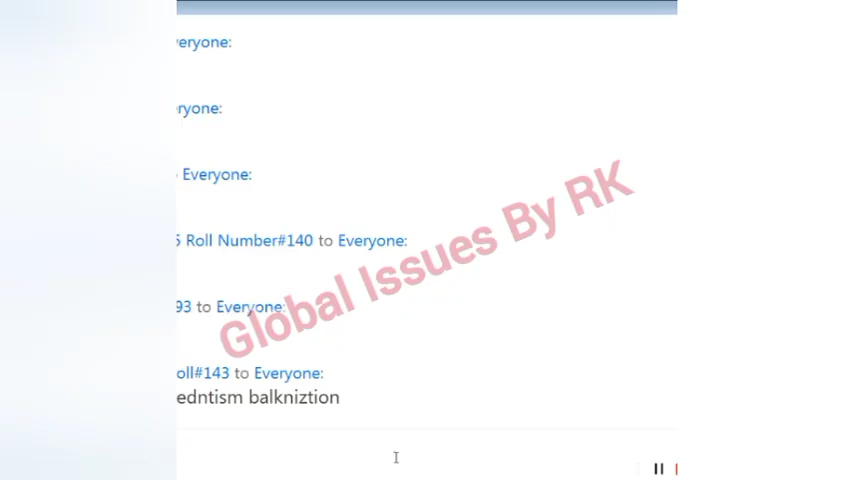 veryone:
ryone:
Everyone:
Roll Number#140 to Everyone:
93 to Everyone:
oll#143 to Everyone:
edntism balkniztion
Global Issues By RK